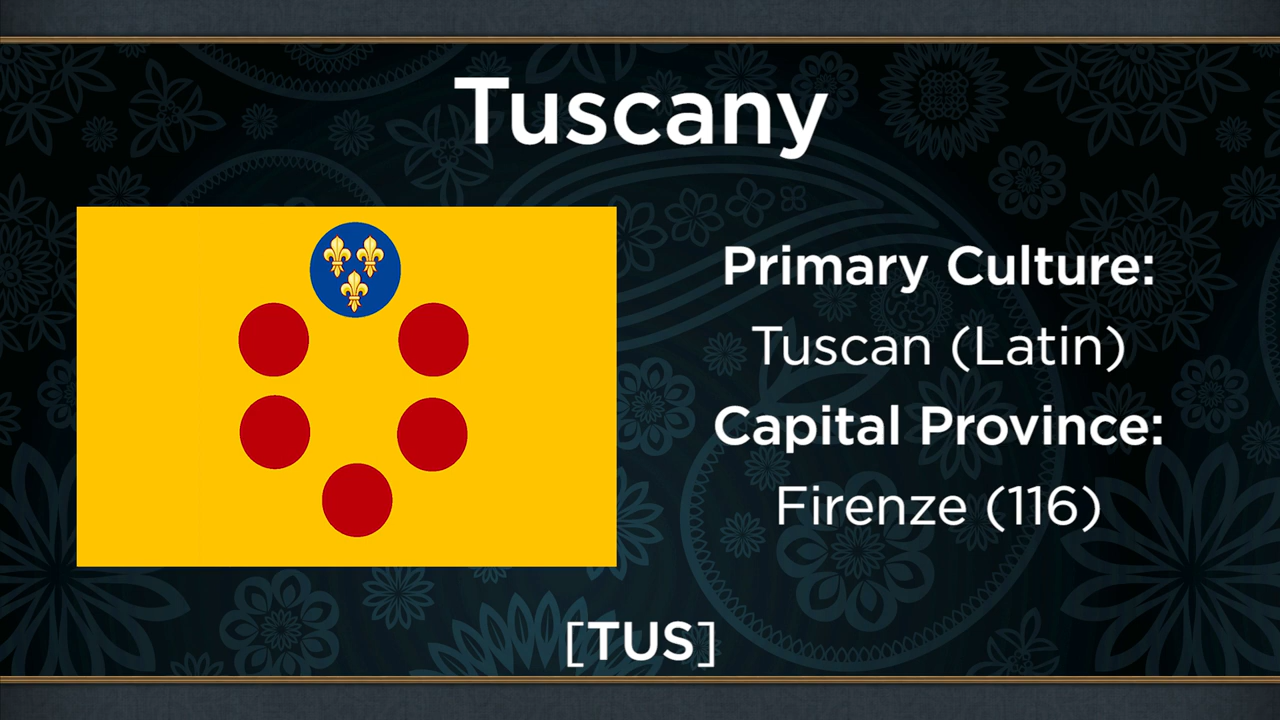 Tuscany
Primary Culture:
Tuscan (Latin)
Capital Province:
Firenze (116)
[TUS]